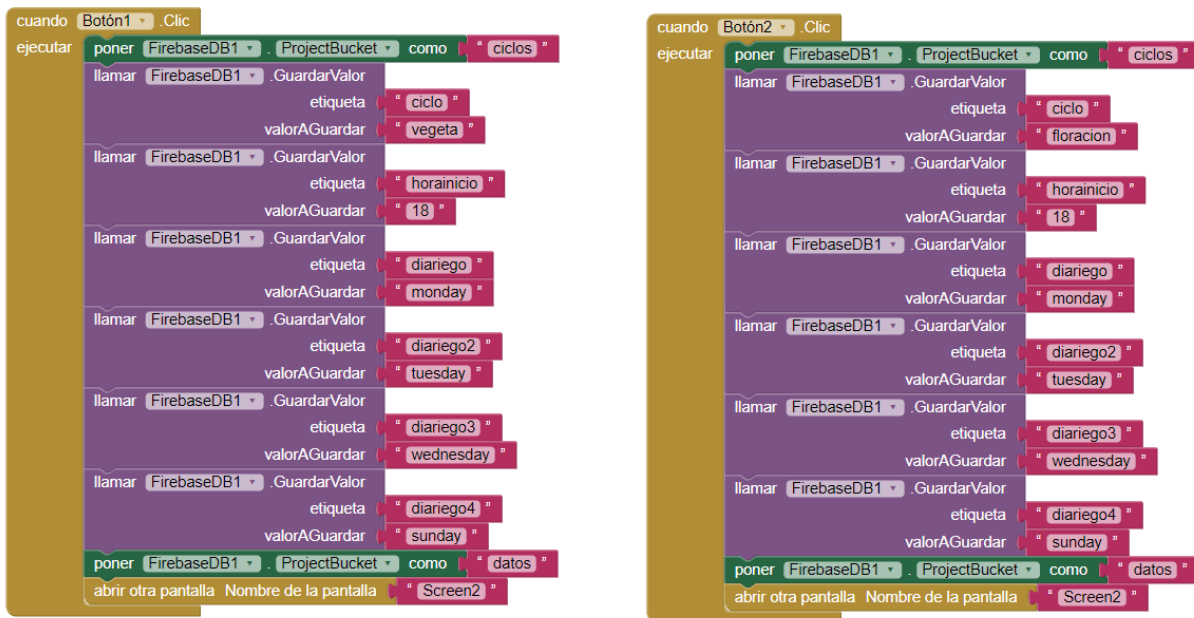 cuando Botón1 .Clic
ejecutar poner FirebaseDB1 . ProjectBucket como " ciclos "
llamar FirebaseDB1 .GuardarValor
etiqueta " ciclo "
valorAGuardar " vegeta "
llamar FirebaseDB1 .GuardarValor
etiqueta " horainicio "
valorAGuardar " 18 "
llamar FirebaseDB1 .GuardarValor
etiqueta " diariego "
valorAGuardar " monday "
llamar FirebaseDB1 .GuardarValor
etiqueta " diariego2 "
valorAGuardar " tuesday "
llamar FirebaseDB1 .GuardarValor
etiqueta " diariego3 "
valorAGuardar " wednesday "
llamar FirebaseDB1 .GuardarValor
etiqueta " diariego4 "
valorAGuardar " sunday "
poner FirebaseDB1 . ProjectBucket como " datos "
abrir otra pantalla Nombre de la pantalla " Screen2 "
cuando Botón2 .Clic
ejecutar poner FirebaseDB1 . ProjectBucket como " ciclos "
llamar FirebaseDB1 .GuardarValor
etiqueta " ciclo "
valorAGuardar " floracion "
llamar FirebaseDB1 .GuardarValor
etiqueta " horainicio "
valorAGuardar " 18 "
llamar FirebaseDB1 .GuardarValor
etiqueta " diariego "
valorAGuardar " monday "
llamar FirebaseDB1 .GuardarValor
etiqueta " diariego2 "
valorAGuardar " tuesday "
llamar FirebaseDB1 .GuardarValor
etiqueta " diariego3 "
valorAGuardar " wednesday "
llamar FirebaseDB1 .GuardarValor
etiqueta " diariego4 "
valorAGuardar " sunday "
poner FirebaseDB1 . ProjectBucket como " datos "
abrir otra pantalla Nombre de la pantalla " Screen2 "